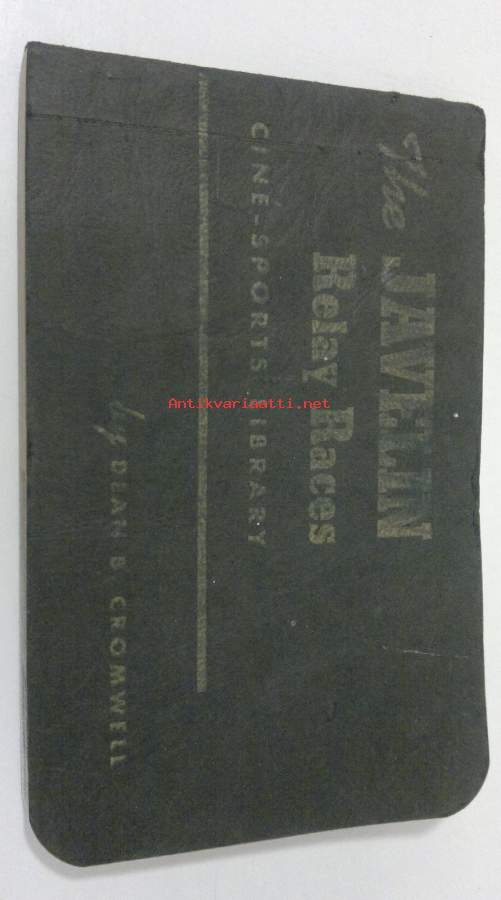 The JAVELIN
Relay Races
CINE-SPORTS LIBRARY
by DEAN B. CROMWELL
Antikvariaatti.net